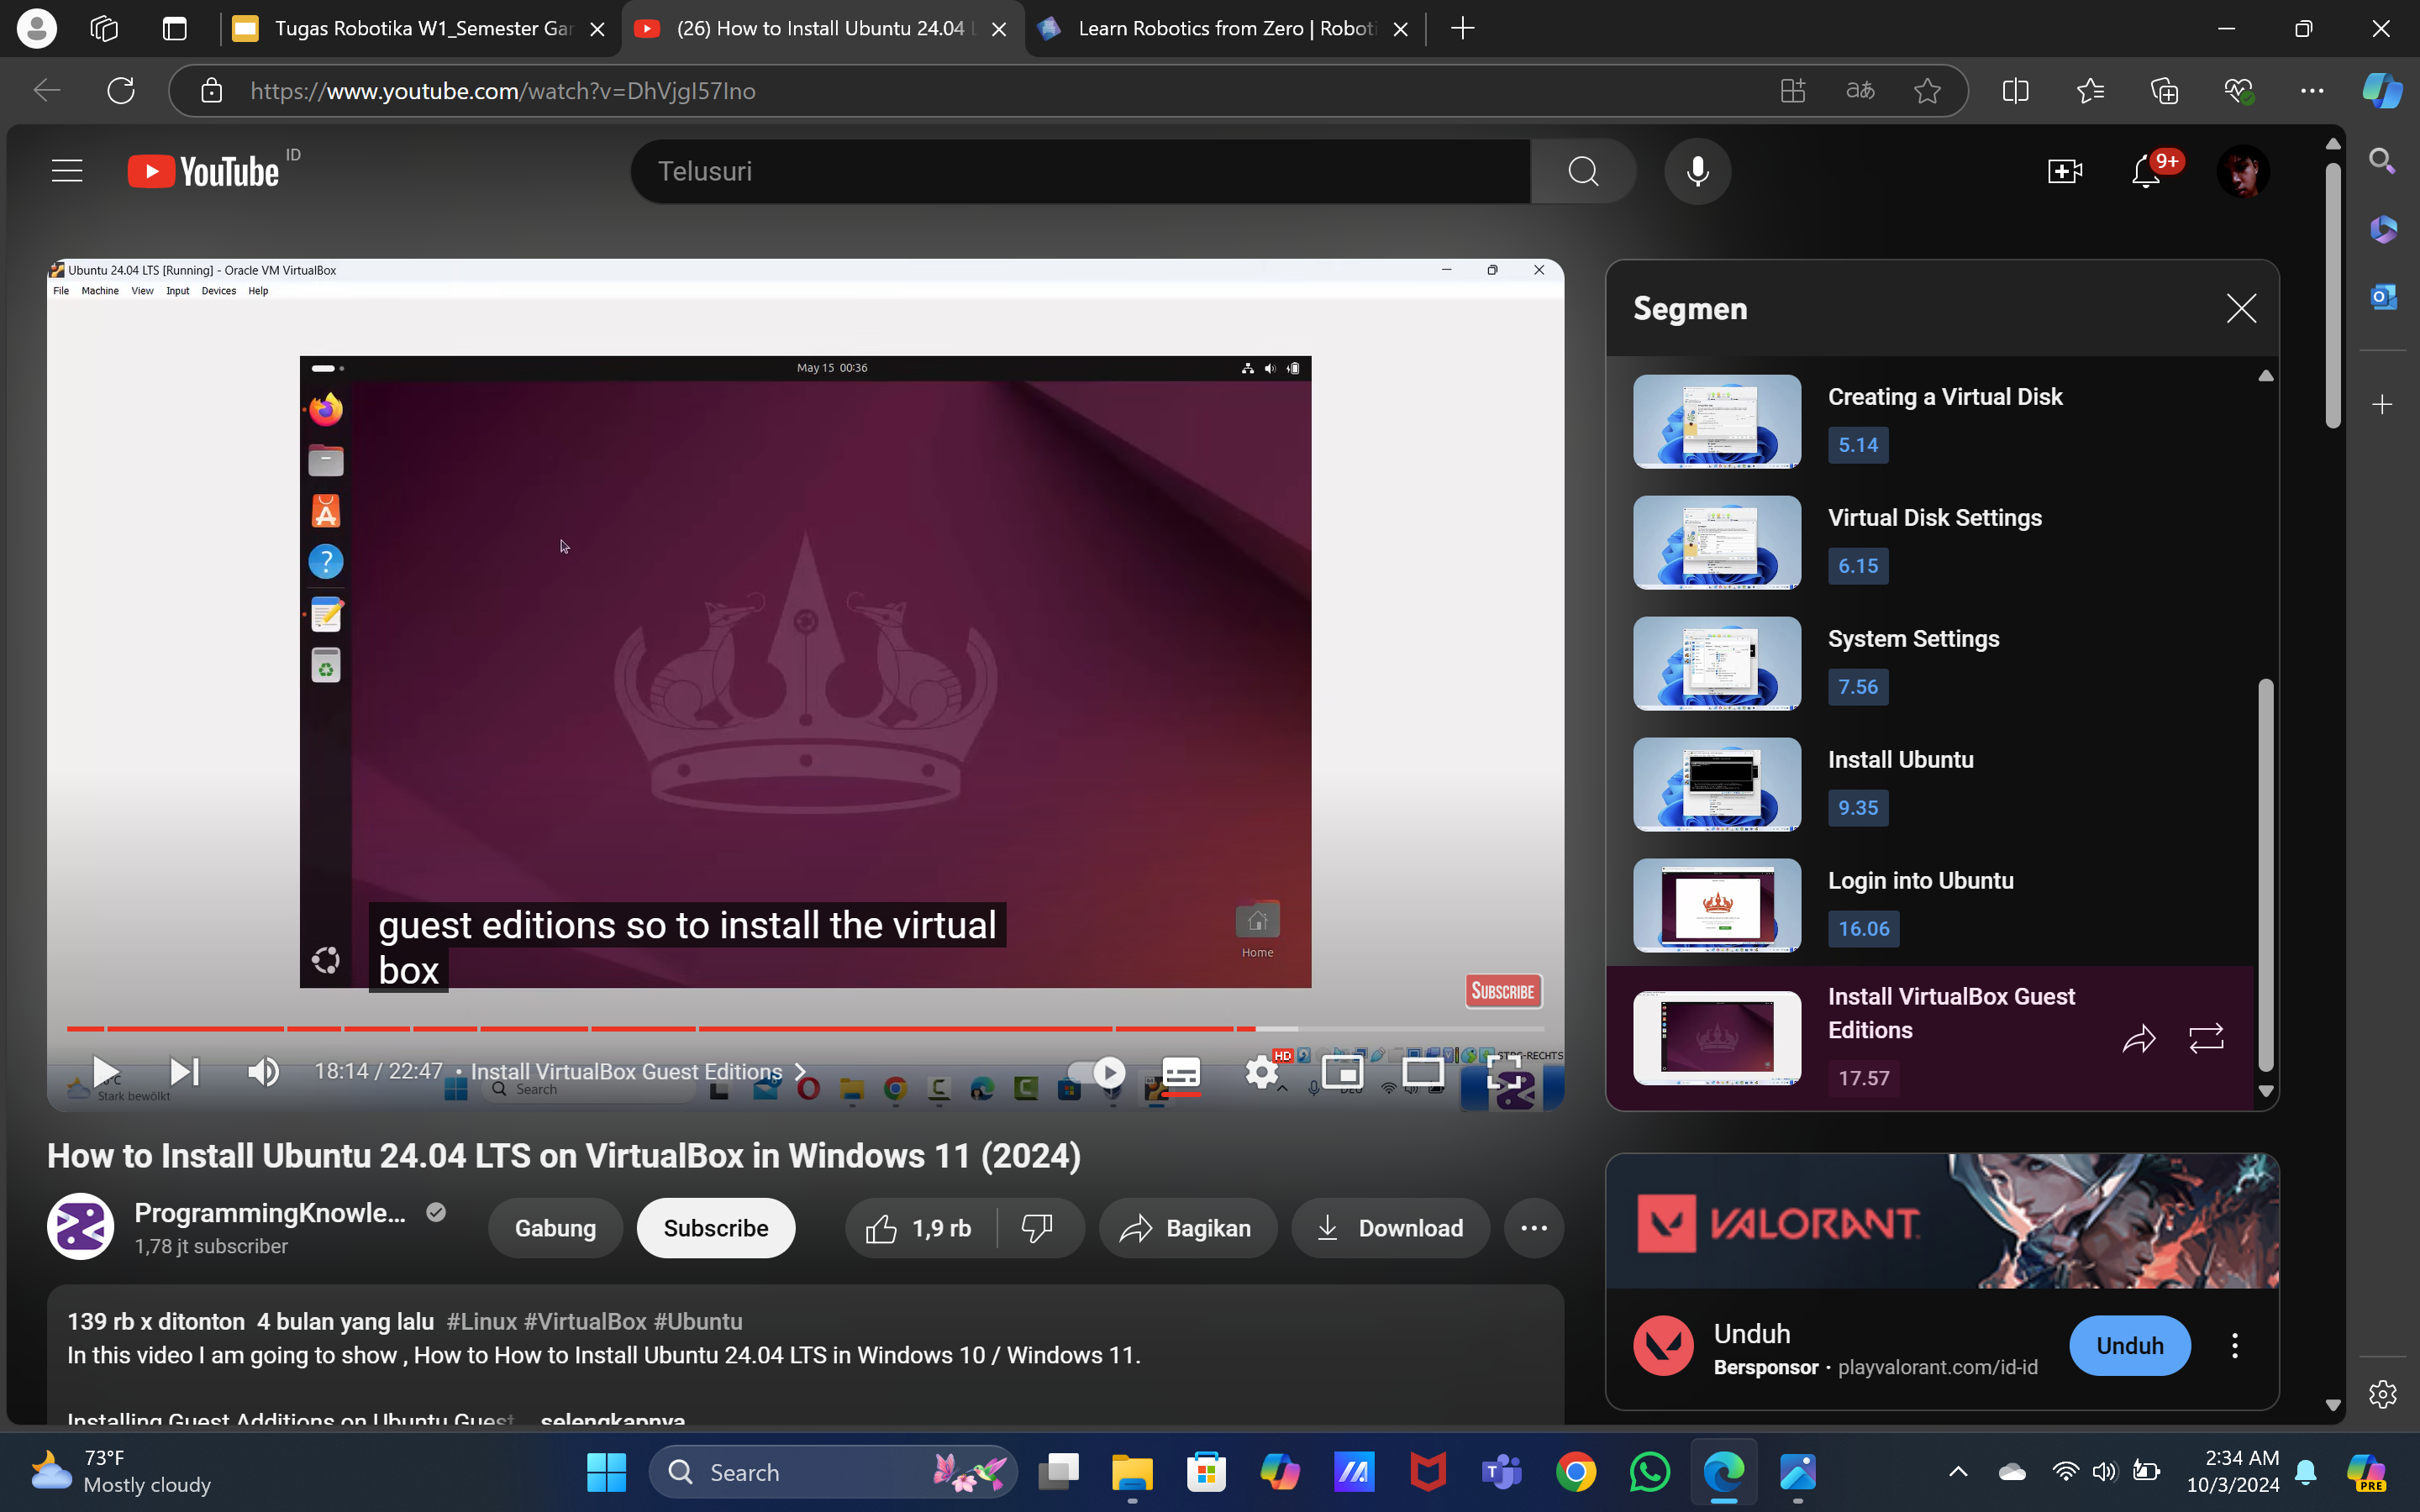 Tugas Robotika W1_Semester Gan
(26) How to Install Ubuntu 24.04 L
Learn Robotics from Zero | Roboti
https://www.youtube.com/watch?v=DhVjgI57Ino
YouTube ID
Telusuri
9+
Ubuntu 24.04 LTS [Running] - Oracle VM VirtualBox
File Machine View Input Devices Help
May 15 00:36
guest editions so to install the virtual
box
Home
SUBSCRIBE
18:14 / 22:47 • Install VirtualBox Guest Editions
HD
STRG-RECHTS
Stark bewölkt
Search
DEU
Segmen
Creating a Virtual Disk
5.14
Virtual Disk Settings
6.15
System Settings
7.56
Install Ubuntu
9.35
Login into Ubuntu
16.06
Install VirtualBox Guest
Editions
17.57
How to Install Ubuntu 24.04 LTS on VirtualBox in Windows 11 (2024)
ProgrammingKnowle...
1,78 jt subscriber
Gabung
Subscribe
1,9 rb
Bagikan
Download
139 rb x ditonton 4 bulan yang lalu #Linux #VirtualBox #Ubuntu
In this video I am going to show , How to How to Install Ubuntu 24.04 LTS in Windows 10 / Windows 11.
Installing Guest Additions on Ubuntu Guest ...selengkapnya
VALORANT
Unduh
Bersponsor · playvalorant.com/id-id
Unduh
73°F
Mostly cloudy
Search
2:34 AM
10/3/2024
PRE